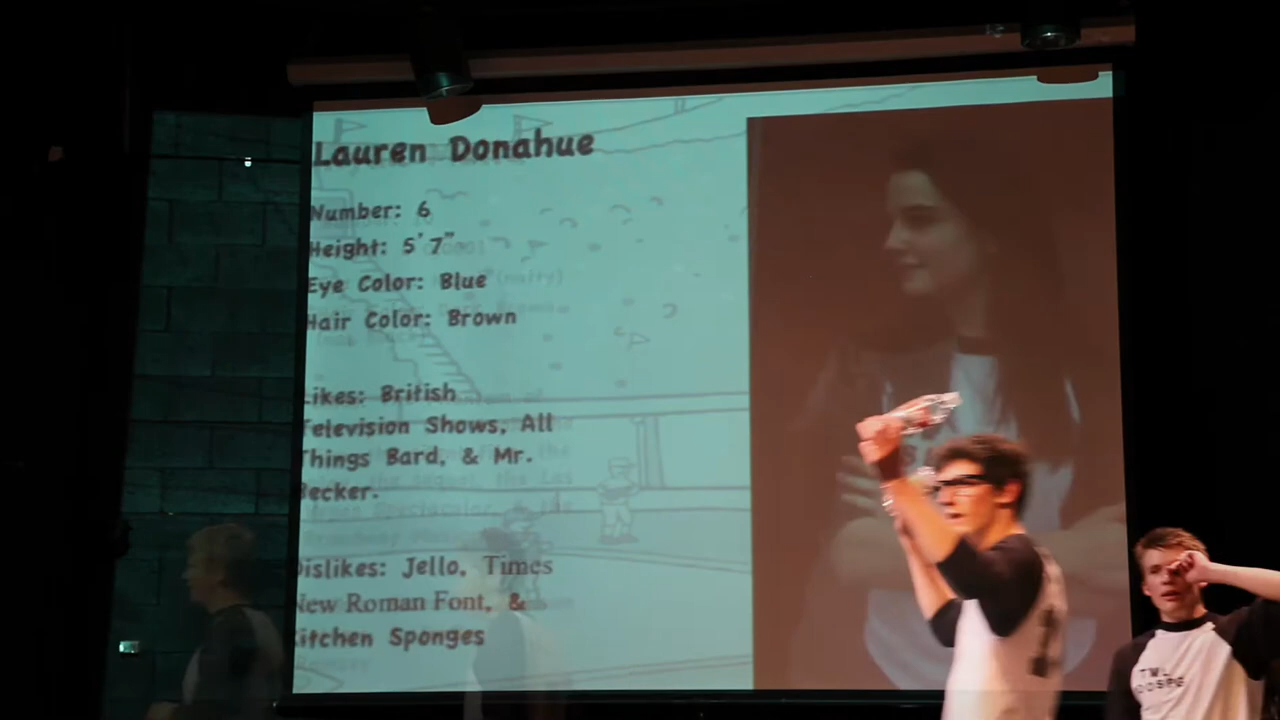 Lauren Donahue
Number: 6
Height: 5'7"
Eye Color: Blue
Hair Color: Brown
Likes: British
Television Shows, All
Things Bard, & Mr.
Becker.
Dislikes: Jello, Times
New Roman Font, &
Kitchen Sponges